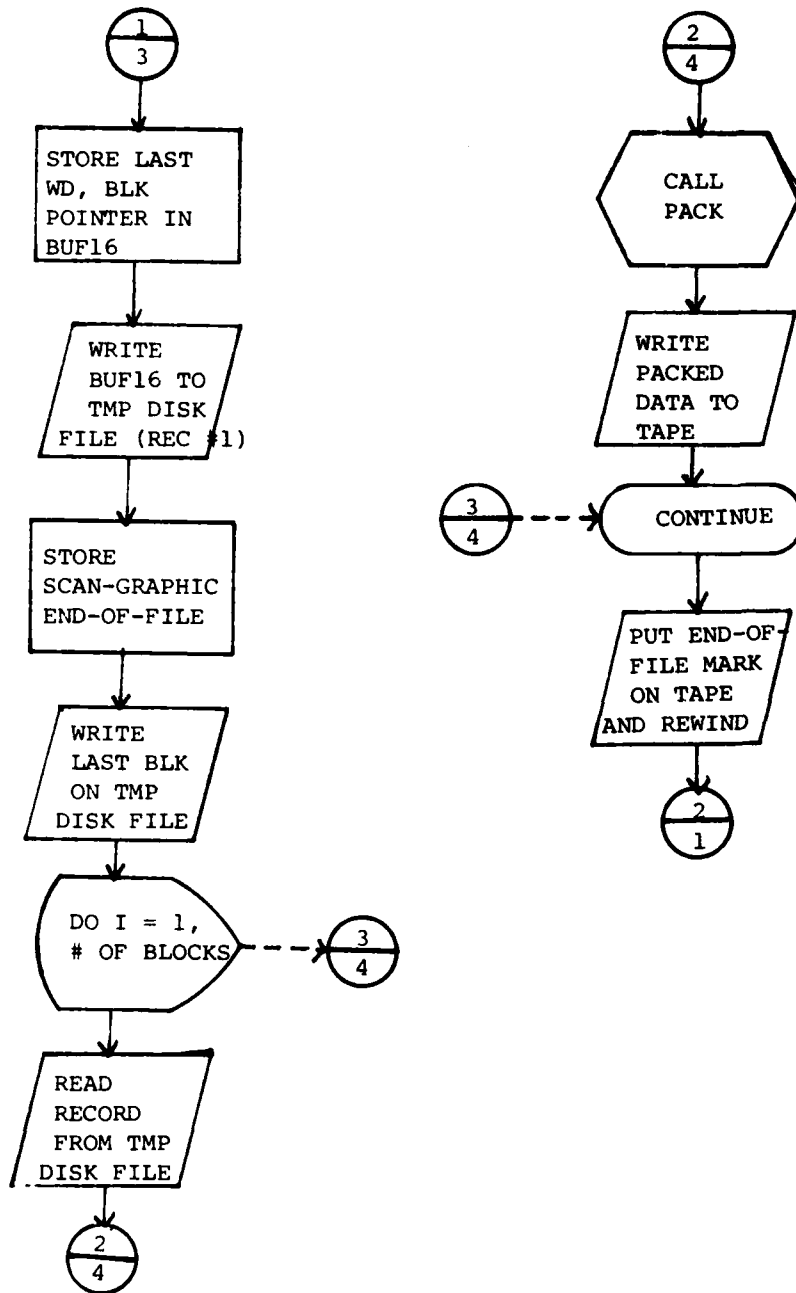 1
3
STORE LAST
WD, BLK
POINTER IN
BUF16
WRITE
BUF16 TO
TMP DISK
FILE (REC #1)
STORE
SCAN-GRAPHIC
END-OF-FILE
WRITE
LAST BLK
ON TMP
DISK FILE
DO I = 1,
# OF BLOCKS
3
4
READ
RECORD
FROM TMP
DISK FILE
2
4
2
4
CALL
PACK
WRITE
PACKED
DATA TO
TAPE
3
4
CONTINUE
PUT END-OF-
FILE MARK
ON TAPE
AND REWIND
2
1